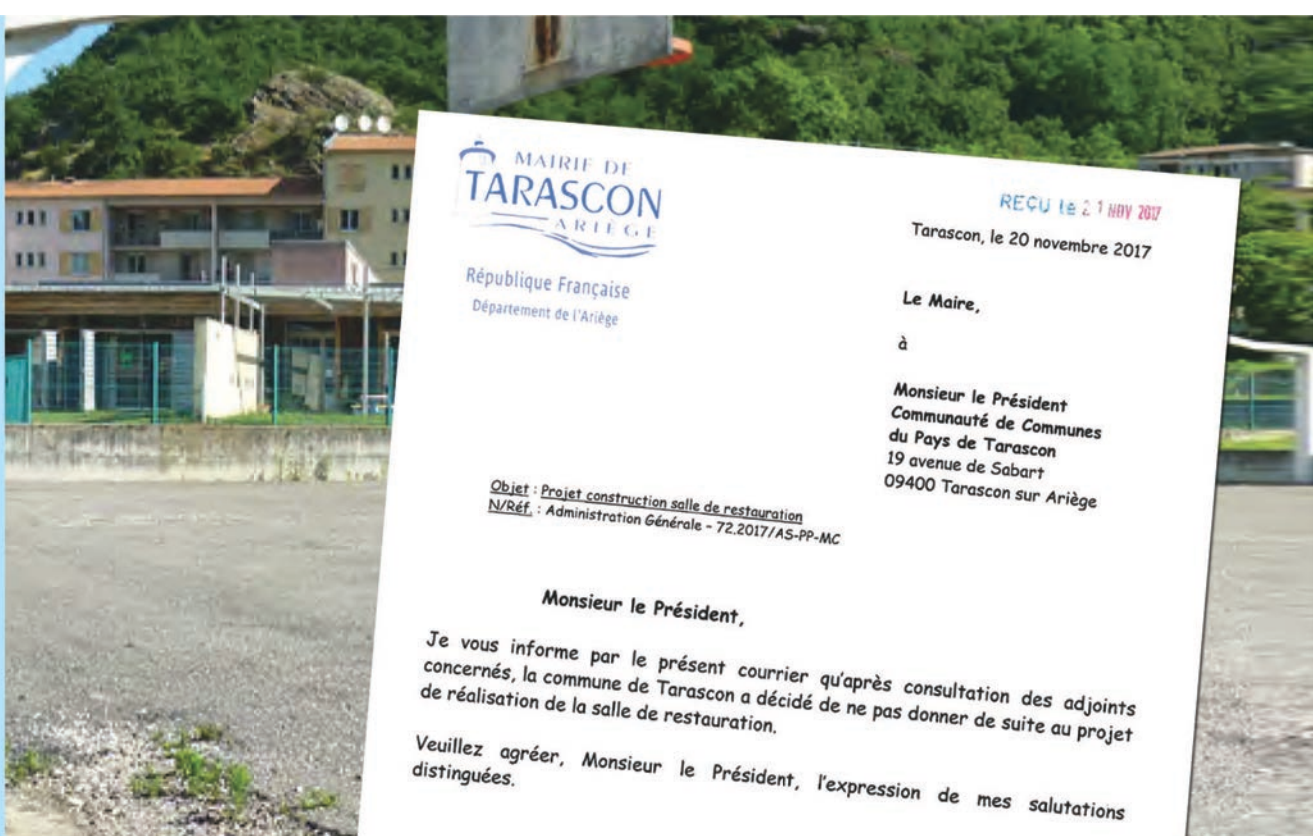 MAIRIE DE
TARASCON
ARIÈGE
République Française
Département de l'Ariège
REÇU le 21 NOV 2017
Tarascon, le 20 novembre 2017
Le Maire,
à
Monsieur le Président
Communauté de Communes
du Pays de Tarascon
19 avenue de Sabart
09400 Tarascon sur Ariège
Objet : Projet construction salle de restauration
N/Réf. : Administration Générale - 72.2017/AS-PP-MC
Monsieur le Président,
Je vous informe par le présent courrier qu'après consultation des adjoints
concernés, la commune de Tarascon a décidé de ne pas donner de suite au projet
de réalisation de la salle de restauration.
Veuillez agréer, Monsieur le Président, l'expression de mes salutations
distinguées.